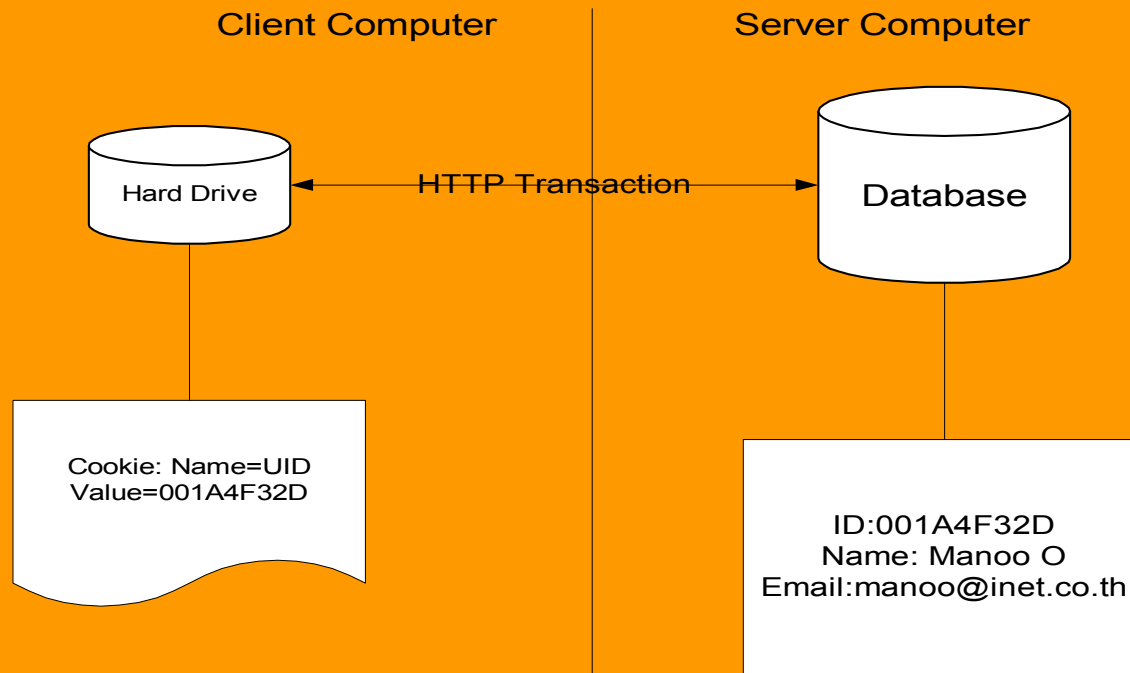 Client Computer
Server Computer
Hard Drive
HTTP Transaction
Database
Cookie: Name=UID
Value=001A4F32D
ID:001A4F32D
Name: Manoo O
Email:manoo@inet.co.th